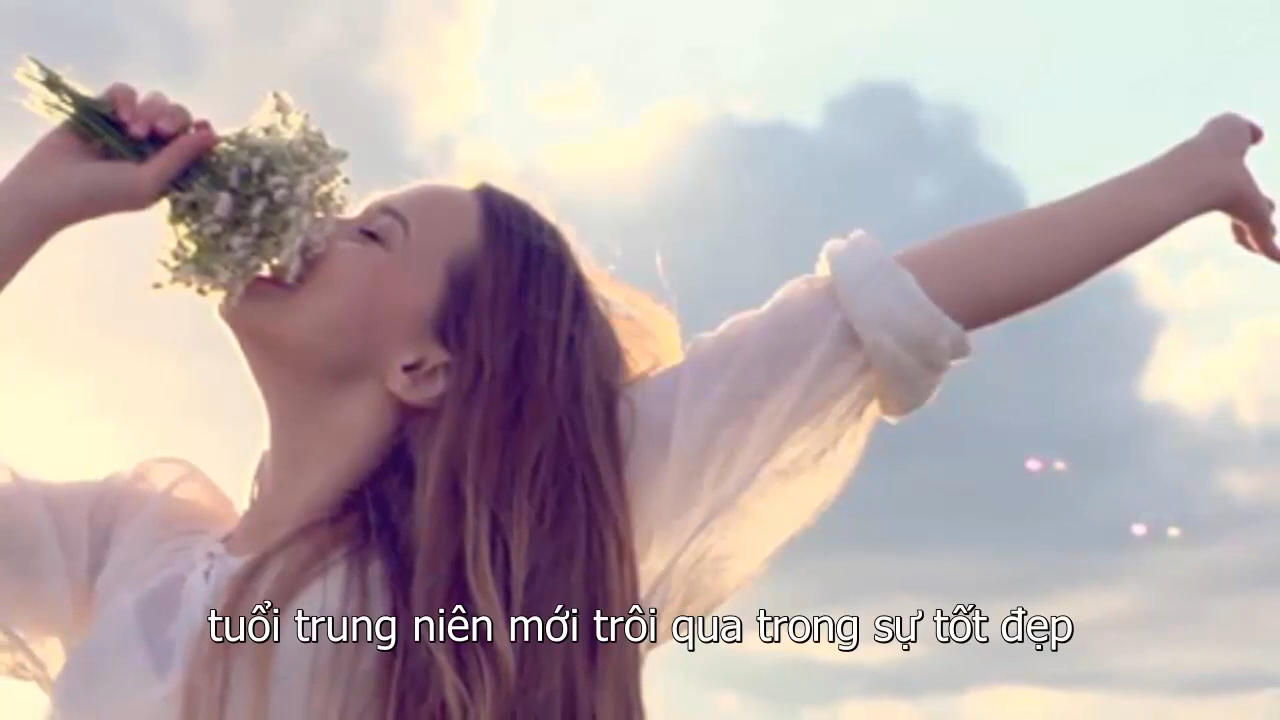 tuổi trung niên mới trôi qua trong sự tốt đẹp